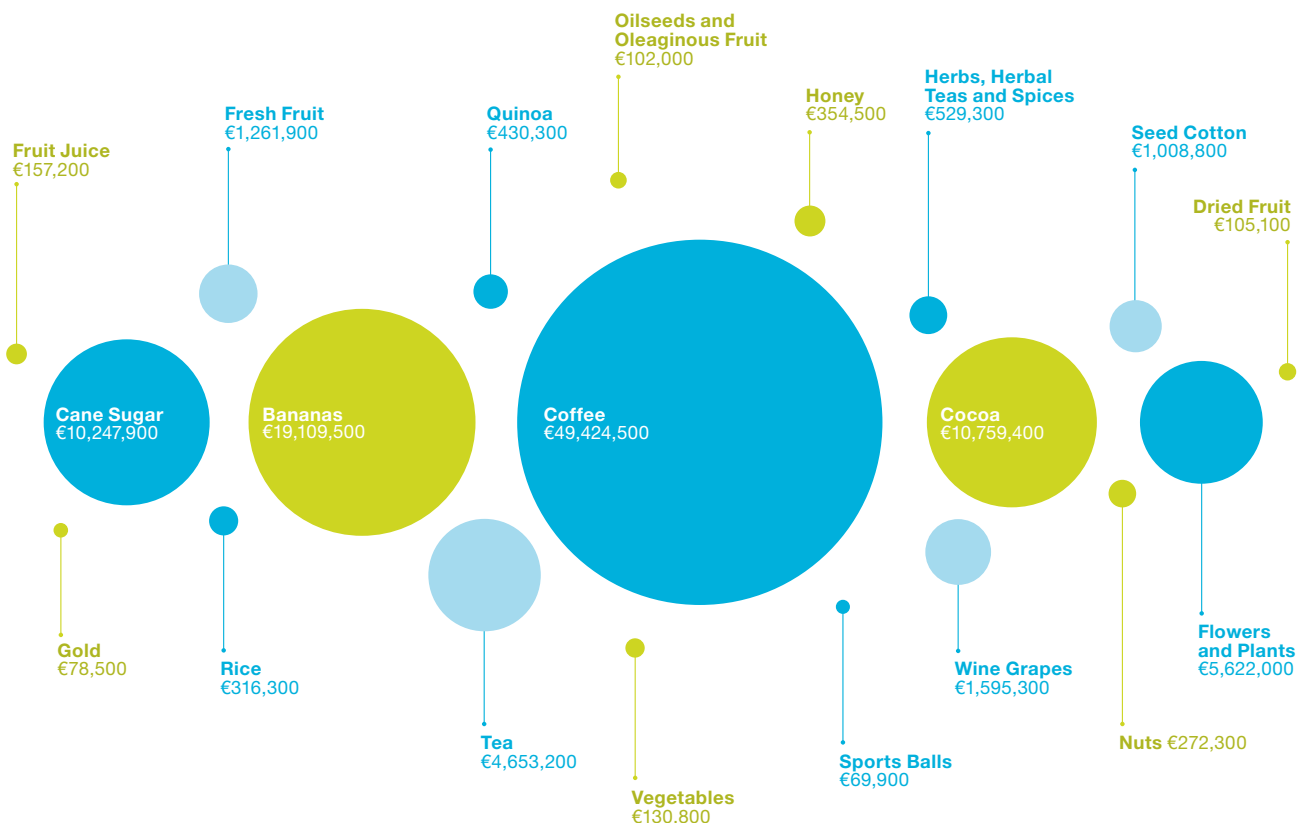 Oilseeds and
Oleaginous Fruit
€102,000
Herbs, Herbal
Teas and Spices
€529,300
Honey
€354,500
Fresh Fruit
€1,261,900
Quinoa
€430,300
Seed Cotton
€1,008,800
Fruit Juice
€157,200
Dried Fruit
€105,100
Cane Sugar
€10,247,900
Bananas
€19,109,500
Coffee
€49,424,500
Cocoa
€10,759,400
Flowers
and Plants
€5,622,000
Gold
€78,500
Rice
€316,300
Wine Grapes
€1,595,300
Tea
€4,653,200
Nuts €272,300
Sports Balls
€69,900
Vegetables
€130.800